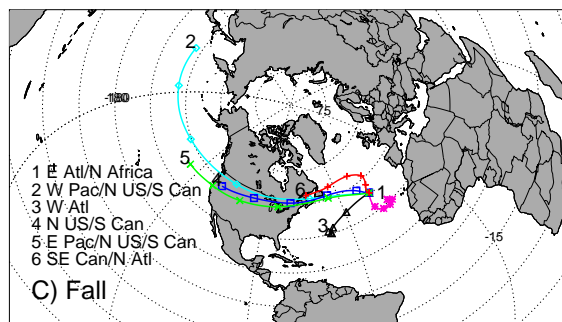 2
-180
-75
5
4
6
1
3
-15
1 E Atl/N Africa
2 W Pac/N US/S Can
3 W Atl
4 N US/S Can
5 E Pac/N US/S Can
6 SE Can/N Atl
C) Fall